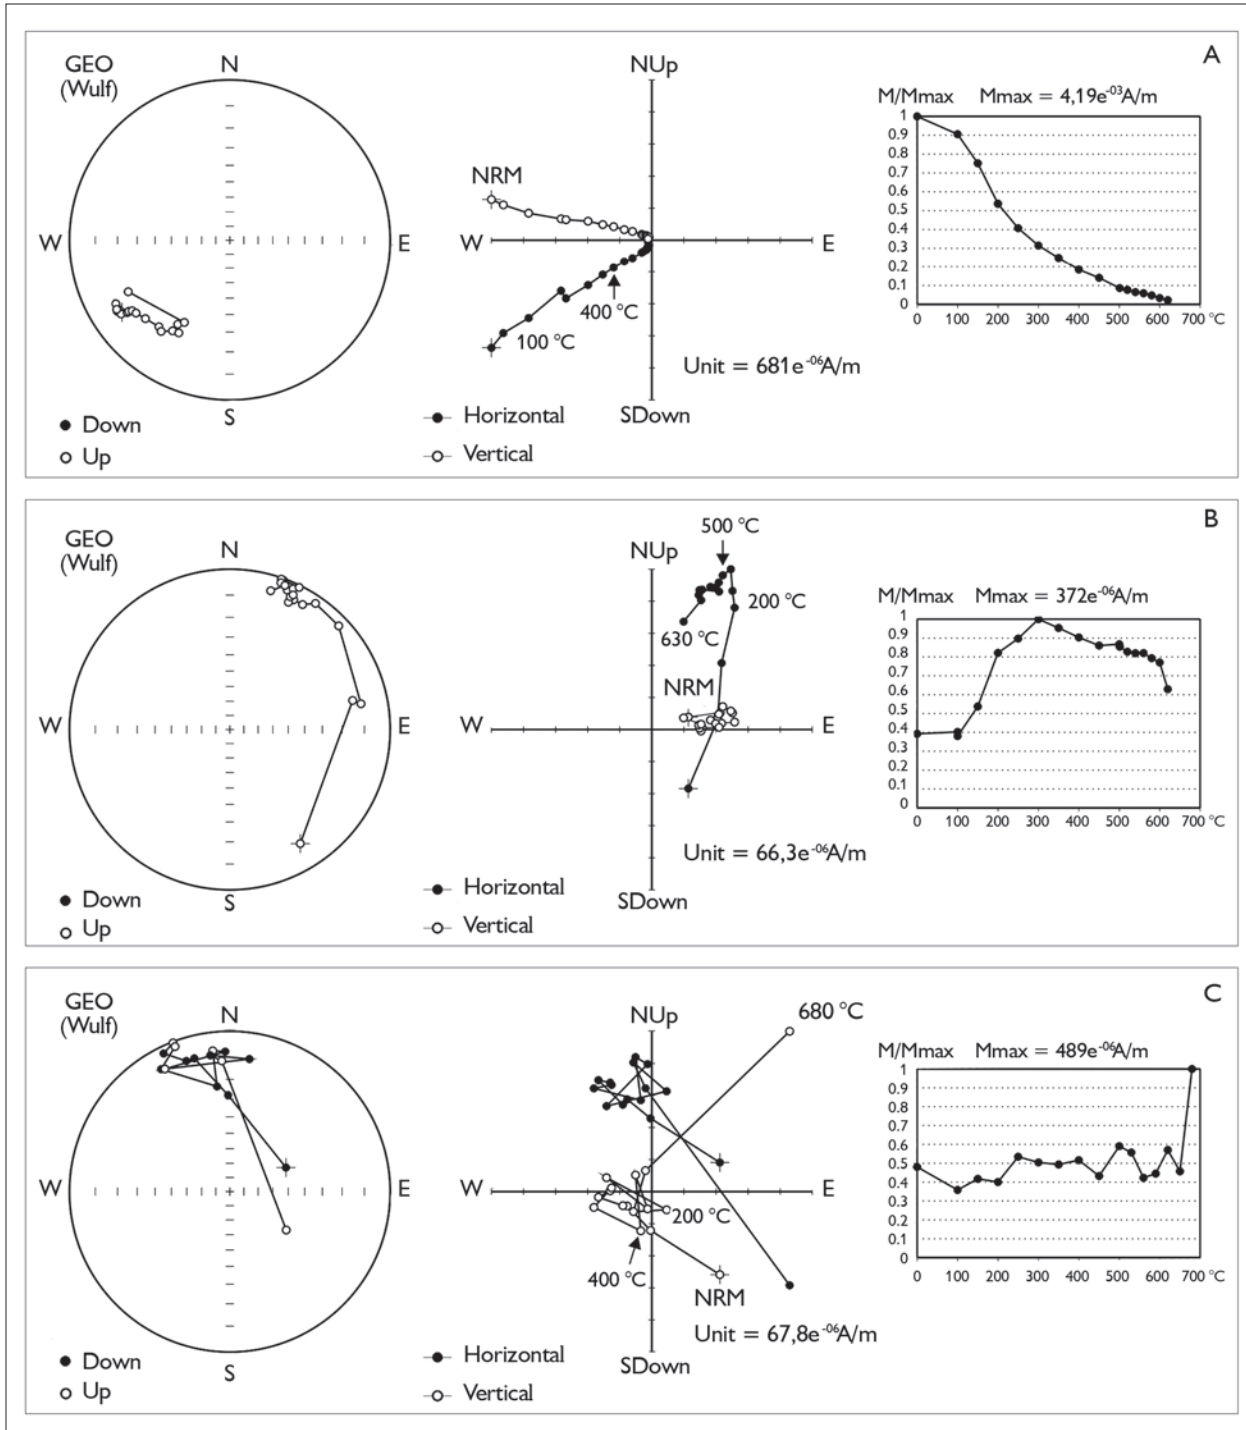 A
GEO
(Wulf)
N
W
E
S
Down
Up
NUp
NRM
W
E
400 °C
100 °C
Unit = 681e-06A/m
SDown
Horizontal
Vertical
M/Mmax Mmax = 4,19e-03A/m
1
0.9
0.8
0.7
0.6
0.5
0.4
0.3
0.2
0.1
0
0 100 200 300 400 500 600 700 °C
B
GEO
(Wulf)
N
W
E
S
Down
Up
500 °C
NUp
200 °C
630 °C
NRM
W
E
Unit = 66,3e-06A/m
SDown
Horizontal
Vertical
M/Mmax Mmax = 372e-06A/m
1
0.9
0.8
0.7
0.6
0.5
0.4
0.3
0.2
0.1
0
0 100 200 300 400 500 600 700 °C
C
GEO
(Wulf)
N
W
E
S
Down
Up
680 °C
NUp
W
E
200 °C
400 °C
NRM
Unit = 67,8e-06A/m
SDown
Horizontal
Vertical
M/Mmax Mmax = 489e-06A/m
1
0.9
0.8
0.7
0.6
0.5
0.4
0.3
0.2
0.1
0
0 100 200 300 400 500 600 700 °C